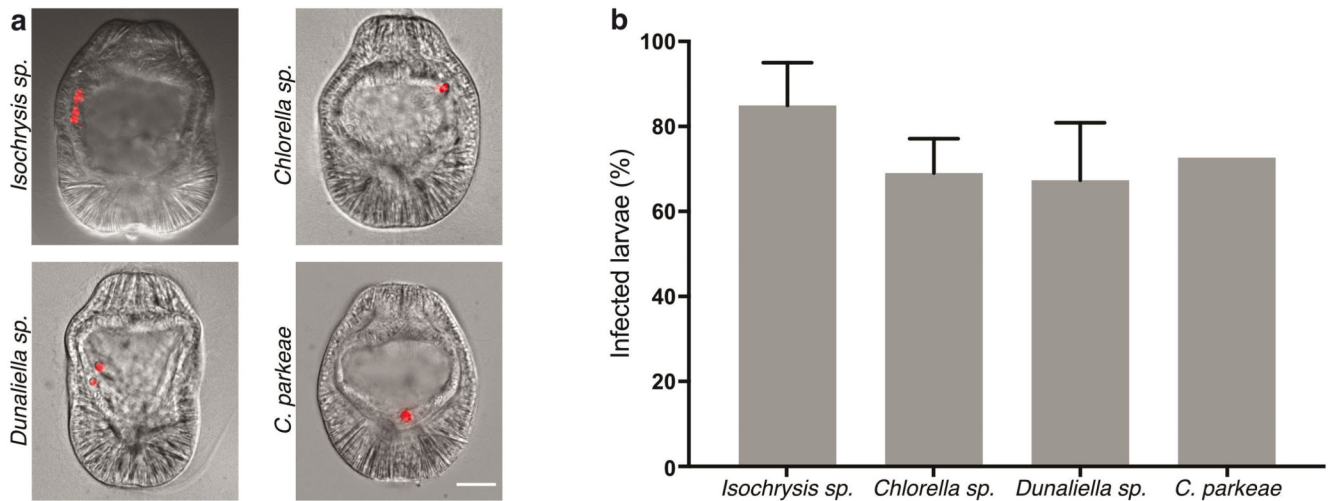 a
Isochrysis sp.
Chlorella sp.
Dunaliella sp.
C. parkeae
b
Infected larvae (%)
100
80
60
40
20
0
Isochrysis sp.
Chlorella sp.
Dunaliella sp.
C. parkeae